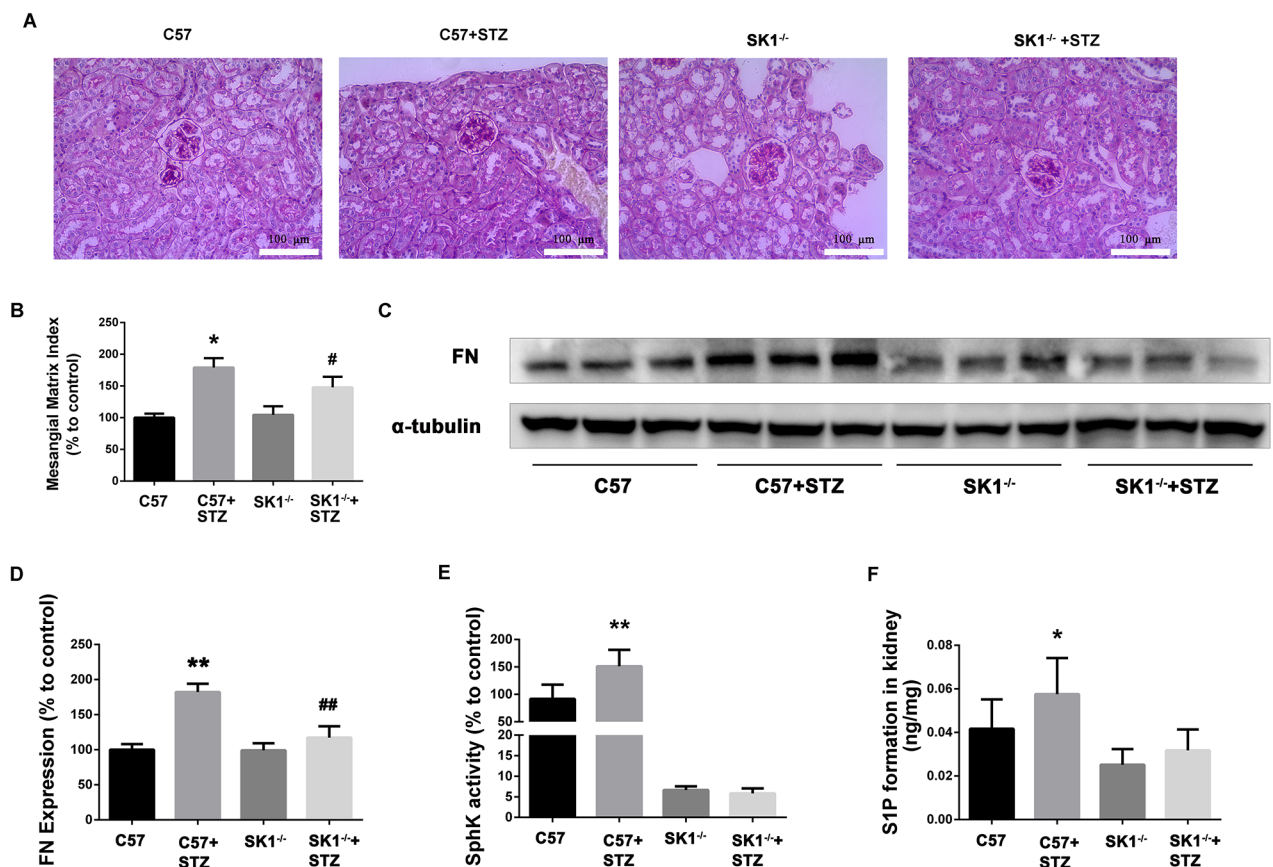 A
C57
C57+STZ
SK1-/-
SK1-/- +STZ
100 μm
100 μm
100 μm
100 μm
B
Mesangial Matrix Index
(% to control)
250
200
150
100
50
0
C57
C57+
STZ
SK1-/-
SK1-/-+
STZ
*
#
C
FN
α-tubulin
C57
C57+STZ
SK1-/-
SK1-/-+STZ
D
FN Expression (% to control)
250
200
150
100
50
0
**
##
C57
C57+
STZ
SK1-/-
SK1-/-+
STZ
E
SphK activity (% to control)
200
150
100
50
20
15
10
5
0
**
C57
C57+
STZ
SK1-/-
SK1-/-+
STZ
F
S1P formation in kidney
(ng/mg)
0.08
0.06
0.04
0.02
0.00
*
C57
C57+
STZ
SK1-/-
SK1-/-+
STZ